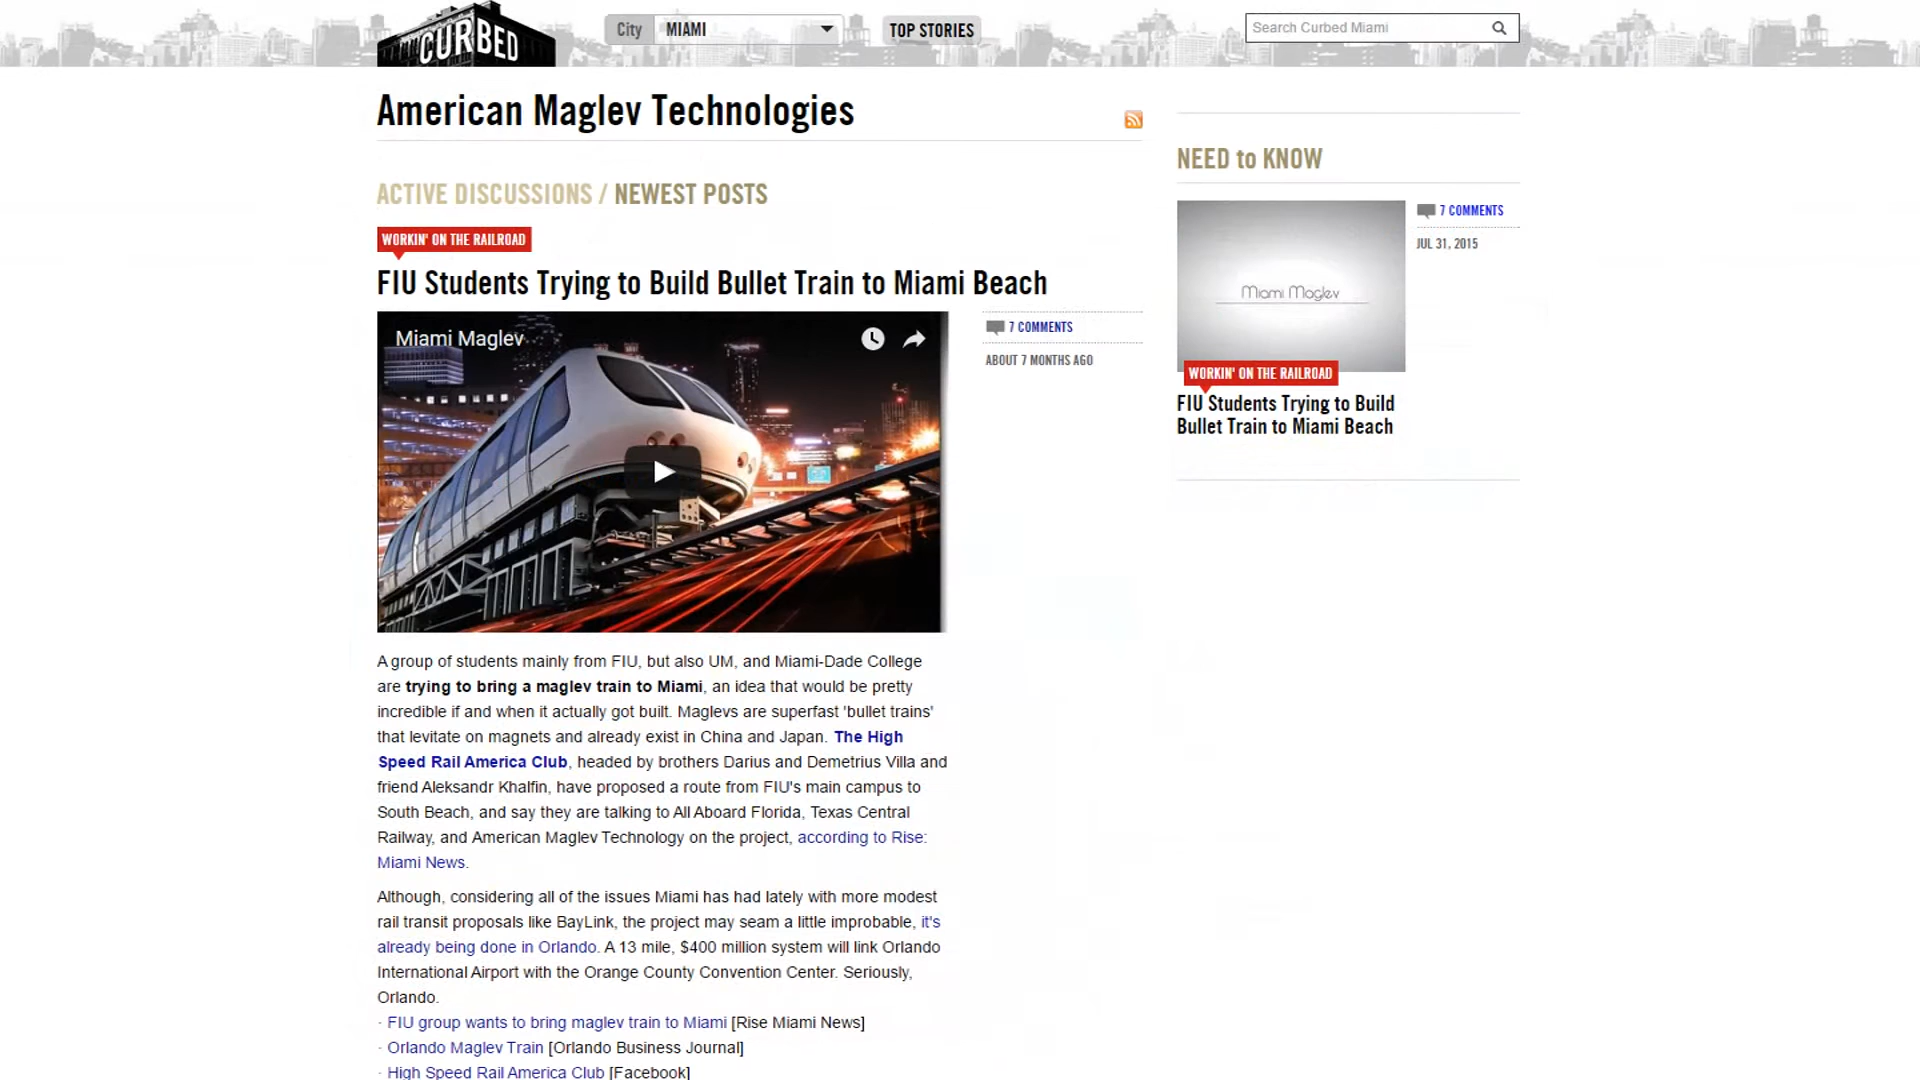 CURBED
City MIAMI
TOP STORIES
Search Curbed Miami
American Maglev Technologies
ACTIVE DISCUSSIONS / NEWEST POSTS
WORKIN' ON THE RAILROAD
FIU Students Trying to Build Bullet Train to Miami Beach
Miami Maglev
7 COMMENTS
ABOUT 7 MONTHS AGO
A group of students mainly from FIU, but also UM, and Miami-Dade College
are trying to bring a maglev train to Miami, an idea that would be pretty
incredible if and when it actually got built. Maglevs are superfast 'bullet trains'
that levitate on magnets and already exist in China and Japan. The High
Speed Rail America Club, headed by brothers Darius and Demetrius Villa and
friend Aleksandr Khalfin, have proposed a route from FIU's main campus to
South Beach, and say they are talking to All Aboard Florida, Texas Central
Railway, and American Maglev Technology on the project, according to Rise:
Miami News.
Although, considering all of the issues Miami has had lately with more modest
rail transit proposals like BayLink, the project may seam a little improbable, it's
already being done in Orlando. A 13 mile, $400 million system will link Orlando
International Airport with the Orange County Convention Center. Seriously,
Orlando.
· FIU group wants to bring maglev train to Miami [Rise Miami News]
· Orlando Maglev Train [Orlando Business Journal]
· High Speed Rail America Club [Facebook]
NEED to KNOW
Miami Maglev
7 COMMENTS
JUL 31, 2015
WORKIN' ON THE RAILROAD
FIU Students Trying to Build
Bullet Train to Miami Beach